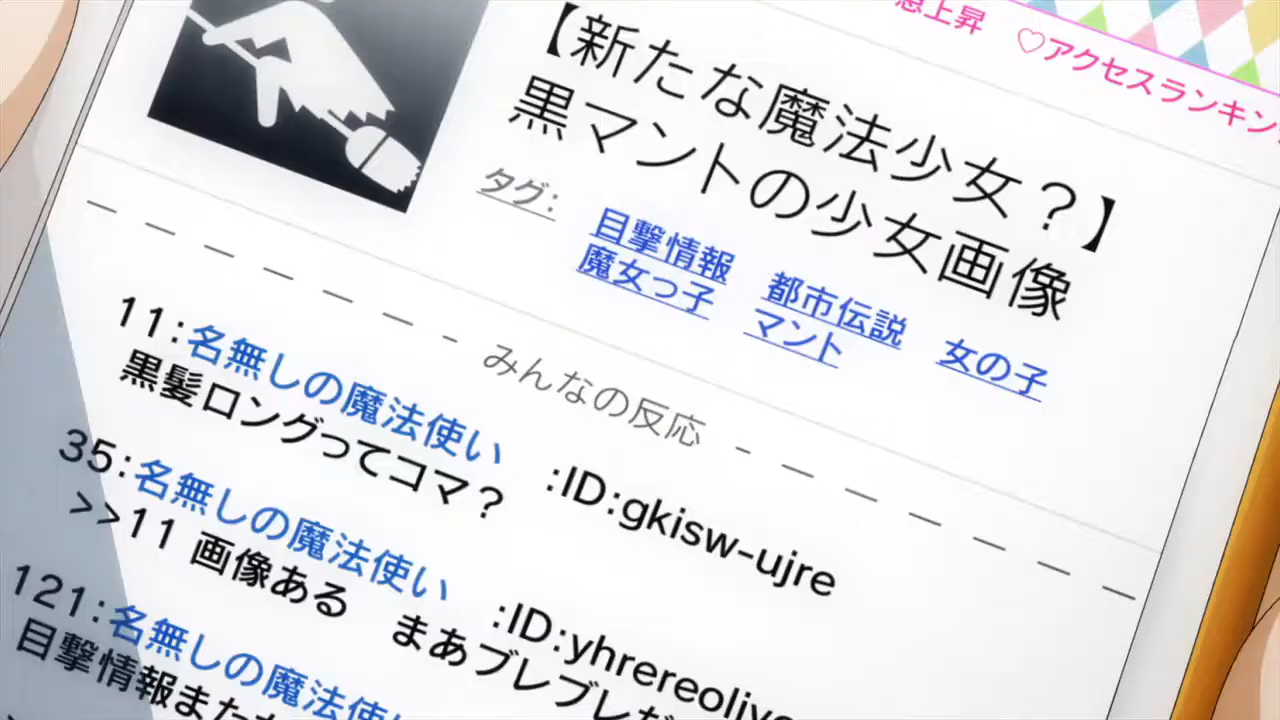 急上昇 ♡アクセスランキン
【新たな魔法少女？】
黒マントの少女画像
タグ: 目撃情報 都市伝説 女の子
魔女っ子 マント
みんなの反応
11:名無しの魔法使い :ID:gkisw-ujre
黒髪ロングってコマ？
35:名無しの魔法使い :ID:yhrereolive
>>11 画像ある まあブレブレだ
121:名無しの魔法使い
目撃情報また